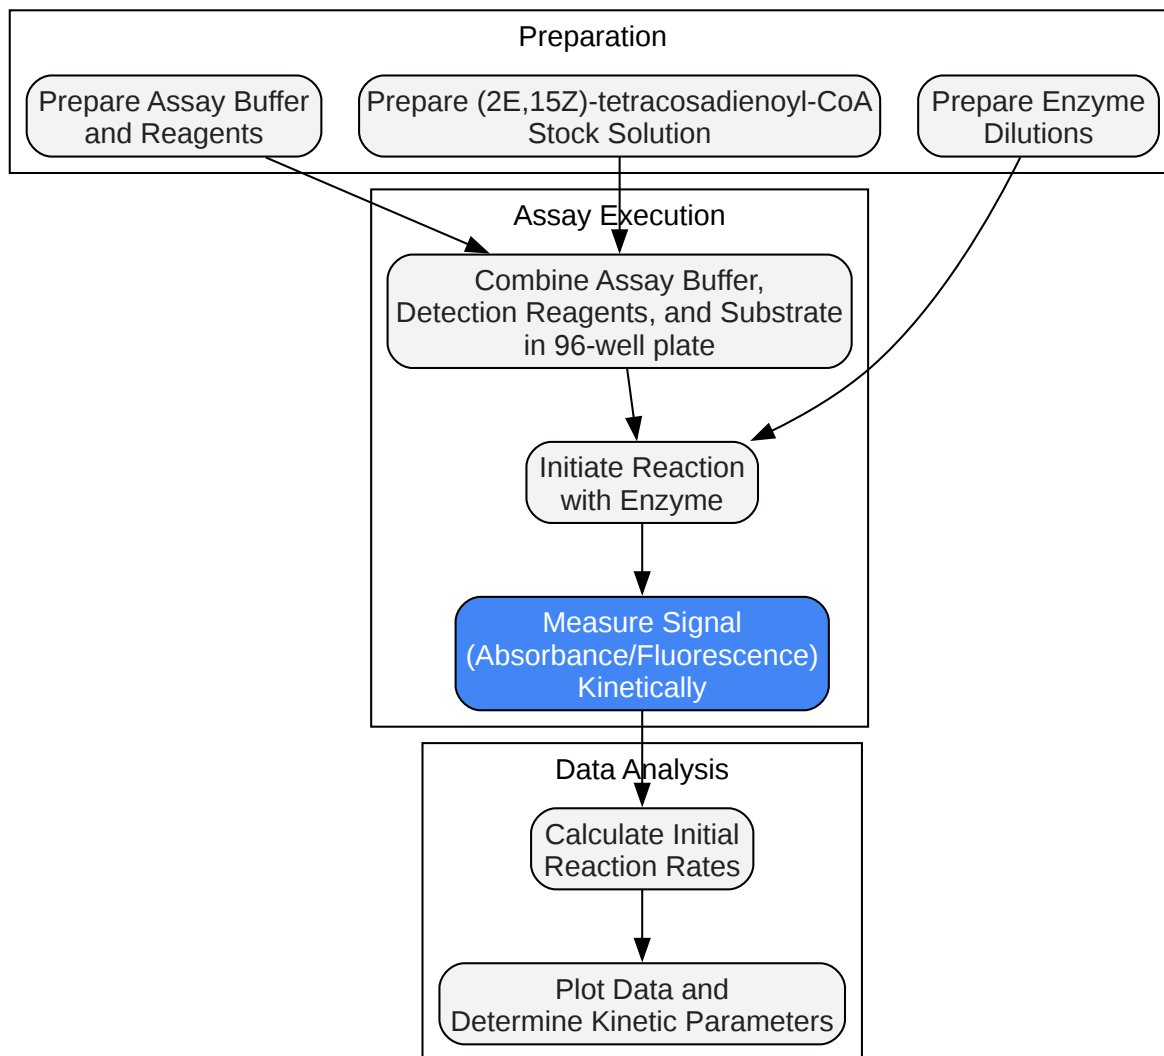 Preparation
Prepare Assay Buffer
and Reagents
Prepare (2E,15Z)-tetracosadienoyl-CoA
Stock Solution
Prepare Enzyme
Dilutions
Assay Execution
Combine Assay Buffer,
Detection Reagents, and Substrate
in 96-well plate
Initiate Reaction
with Enzyme
Measure Signal
(Absorbance/Fluorescence)
Kinetically
Data Analysis
Calculate Initial
Reaction Rates
Plot Data and
Determine Kinetic Parameters